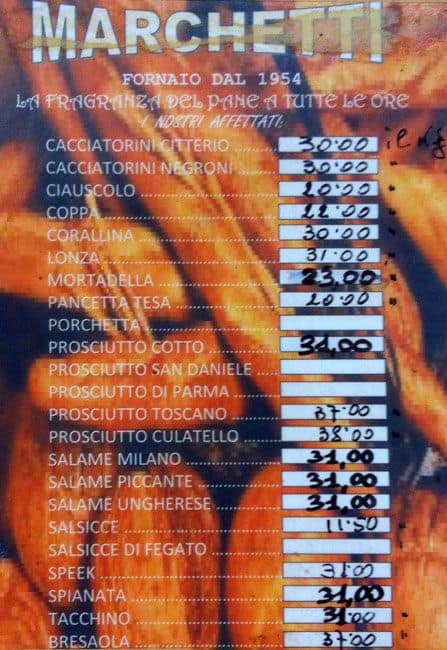 MARCHETTI
FORNAIO DAL 1954
LA FRAGRANZA DEL PANE A TUTTE LE ORE
I NOSTRI AFFETTATI:
CACCIATORINI CITTERIO 30.00 il Kg
CACCIATORINI NEGRONI 30.00 "
CIAUSCOLO 20.00 "
COPPA 22.00 "
CORALLINA 30.00 "
LONZA 31.00 "
MORTADELLA 23,00 "
PANCETTA TESA 20.00 "
PORCHETTA
PROSCIUTTO COTTO 31,00
PROSCIUTTO SAN DANIELE
PROSCIUTTO DI PARMA
PROSCIUTTO TOSCANO 37.00 "
PROSCIUTTO CULATELLO 38.00 "
SALAME MILANO 31,00 "
SALAME PICCANTE 31,00 "
SALAME UNGHERESE 31,00 "
SALSICCE 11.50 "
SALSICCE DI FEGATO
SPEEK 31.00 "
SPIANATA 31,00
TACCHINO 31.00 "
BRESAOLA 37.00 "